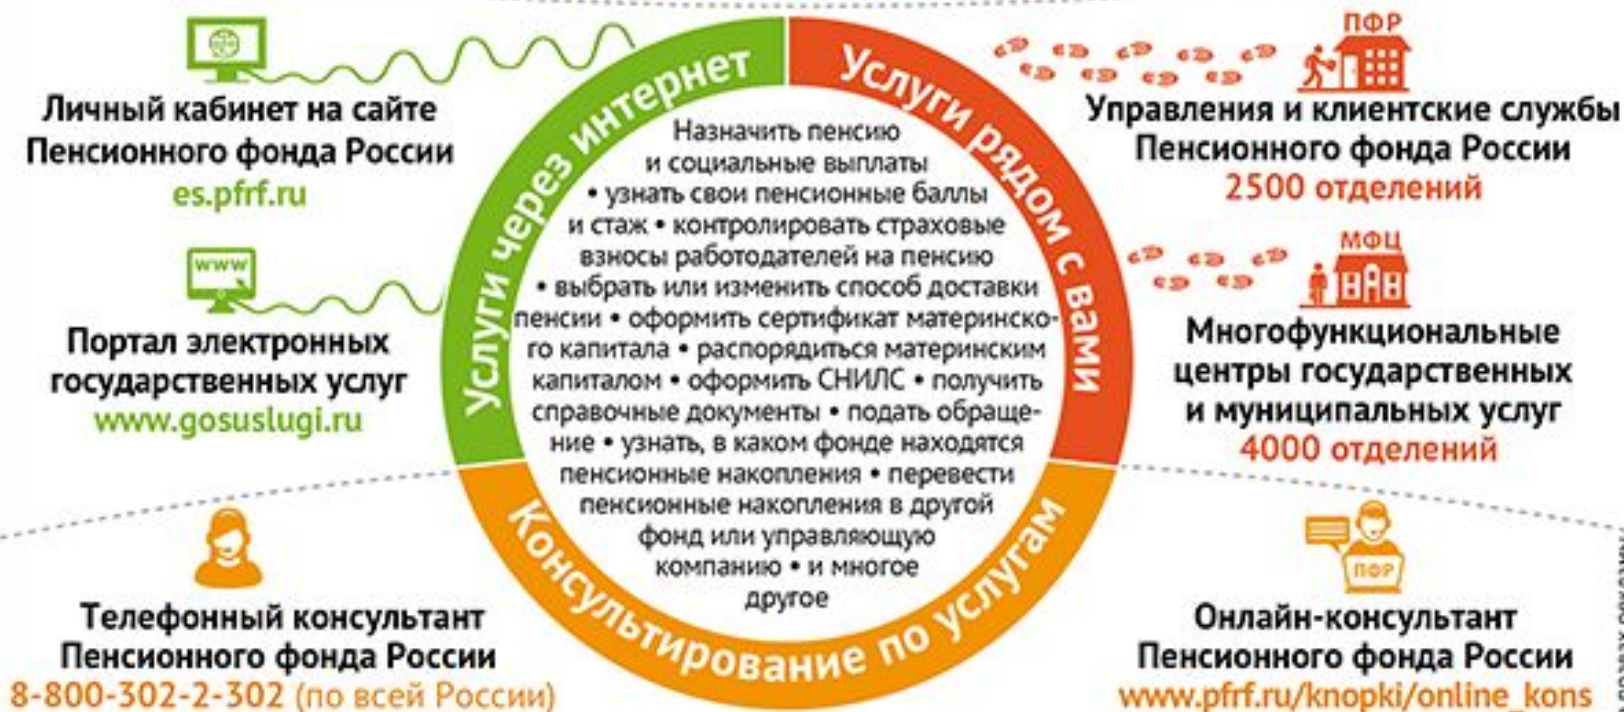 Личный кабинет на сайте
Пенсионного фонда России
es.pfrf.ru
www
Портал электронных
государственных услуг
www.gosuslugi.ru
Услуги через интернет
Услуги рядом с вами
Назначить пенсию
и социальные выплаты
• узнать свои пенсионные баллы
и стаж • контролировать страховые
взносы работодателей на пенсию
• выбрать или изменить способ доставки
пенсии • оформить сертификат материнско-
го капитала • распорядиться материнским
капиталом • оформить СНИЛС • получить
справочные документы • подать обраще-
ние • узнать, в каком фонде находятся
пенсионные накопления • перевести
пенсионные накопления в другой
фонд или управляющую
компанию • и многое
другое
ПФР
Управления и клиентские службы
Пенсионного фонда России
2500 отделений
МФЦ
Многофункциональные
центры государственных
и муниципальных услуг
4000 отделений
Консультирование по услугам
Телефонный консультант
Пенсионного фонда России
8-800-302-2-302 (по всей России)
ПФР
Онлайн-консультант
Пенсионного фонда России
www.pfrf.ru/knopki/online_kons